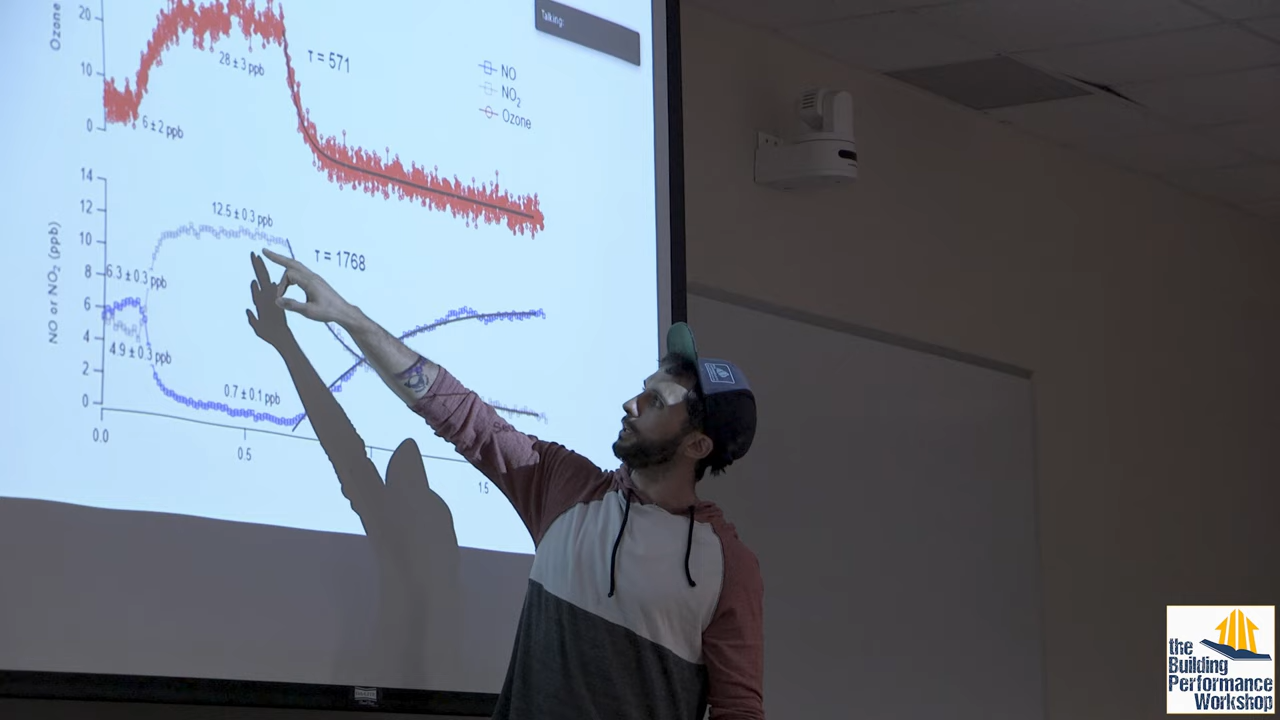 Talking:
Ozone
20
10
0
28 ± 3 ppb
τ = 571
6 ± 2 ppb
NO
NO2
Ozone
NO or NO2 (ppb)
14
12
10
8
6
4
2
0
12.5 ± 0.3 ppb
τ = 1768
6.3 ± 0.3 ppb
4.9 ± 0.3 ppb
0.7 ± 0.1 ppb
0.0
0.5
1.5
the
Building
Performance
Workshop